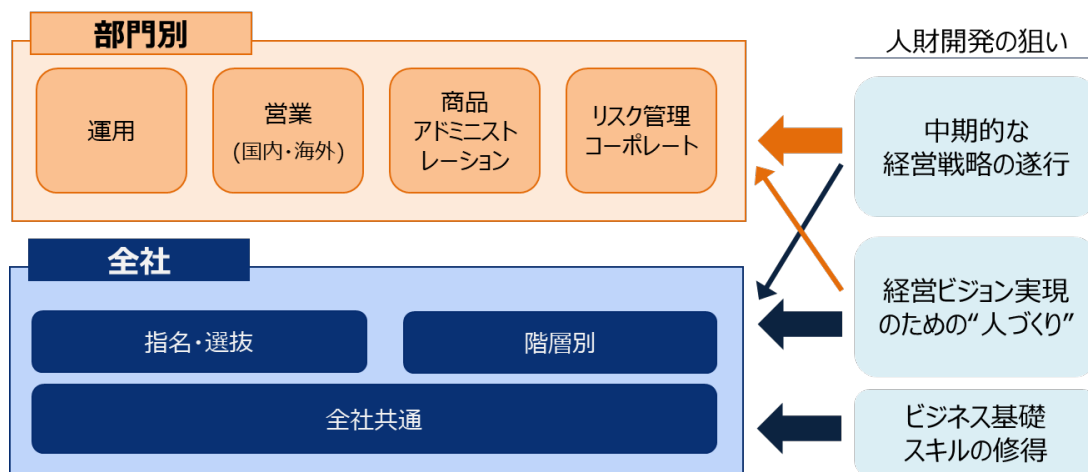 部門別
運用
営業
(国内・海外)
商品
アドミニスト
レーション
リスク管理
コーポレート
全社
指名・選抜
階層別
全社共通
人財開発の狙い
中期的な
経営戦略の遂行
経営ビジョン実現
のための“人づくり”
ビジネス基礎
スキルの修得